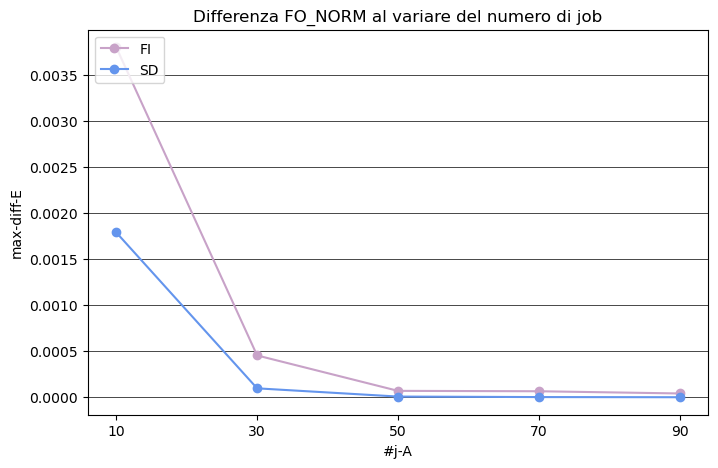 Differenza FO_NORM al variare del numero di job
FI
SD
0.0035
0.0030
0.0025
0.0020
0.0015
0.0010
0.0005
0.0000
max-diff-E
10
30
50
70
90
#j-A